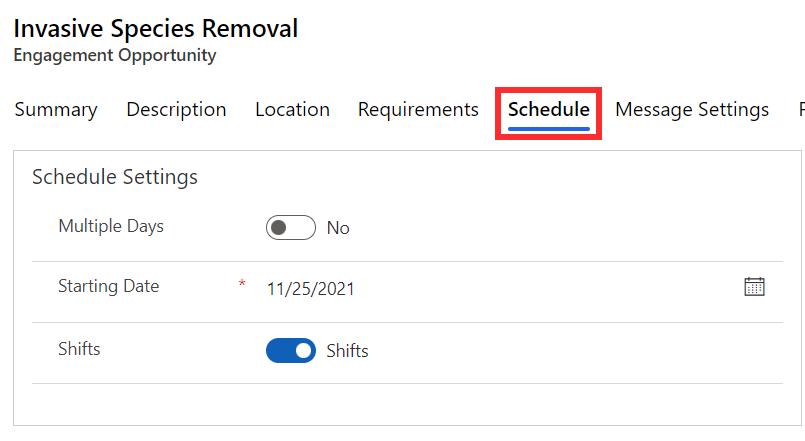 Invasive Species Removal
Engagement Opportunity
Summary Description Location Requirements Schedule Message Settings
Schedule Settings
Multiple Days No
Starting Date * 11/25/2021
Shifts Shifts